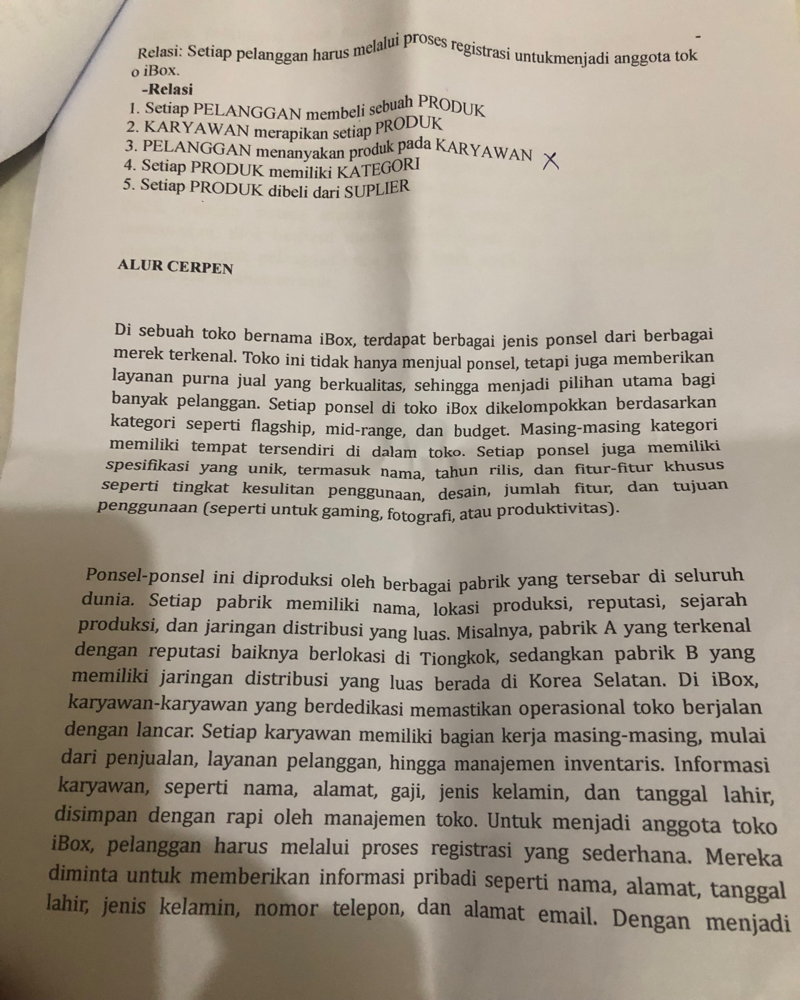 Relasi: Setiap pelanggan harus melalui proses registrasi untukmenjadi anggota tok
o iBox.
-Relasi
1. Setiap PELANGGAN membeli sebuah PRODUK
2. KARYAWAN merapikan setiap PRODUK
3. PELANGGAN menanyakan produk pada KARYAWAN X
4. Setiap PRODUK memiliki KATEGORI
5. Setiap PRODUK dibeli dari SUPLIER
ALUR CERPEN
Di sebuah toko bernama iBox, terdapat berbagai jenis ponsel dari berbagai
merek terkenal. Toko ini tidak hanya menjual ponsel, tetapi juga memberikan
layanan purna jual yang berkualitas, sehingga menjadi pilihan utama bagi
banyak pelanggan. Setiap ponsel di toko iBox dikelompokkan berdasarkan
kategori seperti flagship, mid-range, dan budget. Masing-masing kategori
memiliki tempat tersendiri di dalam toko. Setiap ponsel juga memiliki
spesifikasi yang unik, termasuk nama, tahun rilis, dan fitur-fitur khusus
seperti tingkat kesulitan penggunaan, desain, jumlah fitur, dan tujuan
penggunaan (seperti untuk gaming, fotografi, atau produktivitas).
Ponsel-ponsel ini diproduksi oleh berbagai pabrik yang tersebar di seluruh
dunia. Setiap pabrik memiliki nama, lokasi produksi, reputasi, sejarah
produksi, dan jaringan distribusi yang luas. Misalnya, pabrik A yang terkenal
dengan reputasi baiknya berlokasi di Tiongkok, sedangkan pabrik B yang
memiliki jaringan distribusi yang luas berada di Korea Selatan. Di iBox,
karyawan-karyawan yang berdedikasi memastikan operasional toko berjalan
dengan lancar. Setiap karyawan memiliki bagian kerja masing-masing, mulai
dari penjualan, layanan pelanggan, hingga manajemen inventaris. Informasi
karyawan, seperti nama, alamat, gaji, jenis kelamin, dan tanggal lahir,
disimpan dengan rapi oleh manajemen toko. Untuk menjadi anggota toko
iBox, pelanggan harus melalui proses registrasi yang sederhana. Mereka
diminta untuk memberikan informasi pribadi seperti nama, alamat, tanggal
lahir, jenis kelamin, nomor telepon, dan alamat email. Dengan menjadi